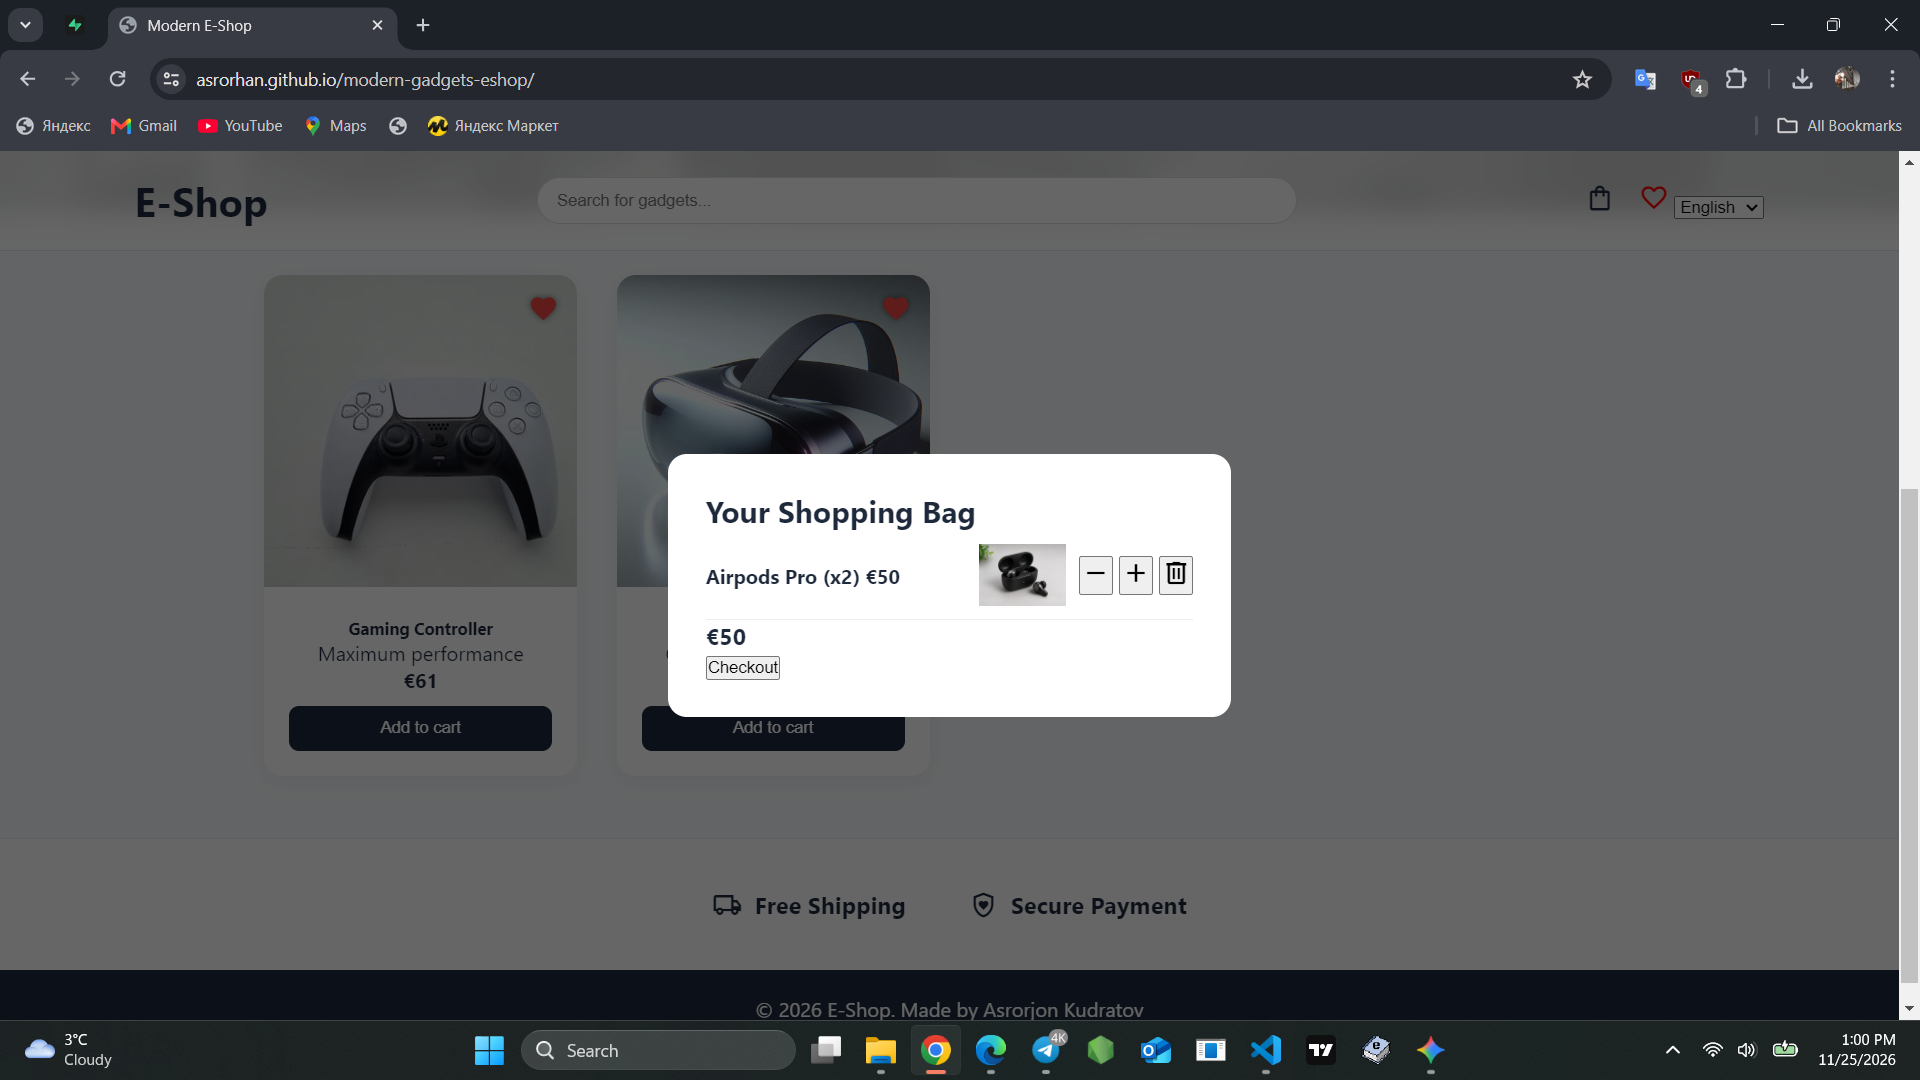 Modern E-Shop
asrorhan.github.io/modern-gadgets-eshop/
4
Яндекс
Gmail
YouTube
Maps
Яндекс Маркет
All Bookmarks
E-Shop
Search for gadgets...
English
Your Shopping Bag
Airpods Pro (x2) €50
€50
Checkout
Gaming Controller
Maximum performance
€61
Add to cart
Add to cart
Free Shipping
Secure Payment
© 2026 E-Shop. Made by Asrorjon Kudratov
3°C
Cloudy
Search
4K
1:00 PM
11/25/2026